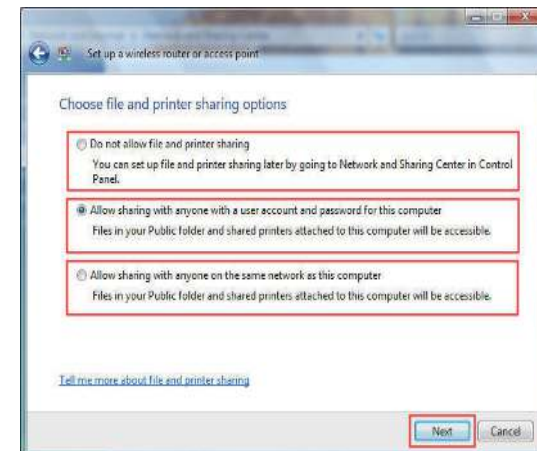 Set up a wireless router or access point
Choose file and printer sharing options
Do not allow file and printer sharing
You can set up file and printer sharing later by going to Network and Sharing Center in Control
Panel.
Allow sharing with anyone with a user account and password for this computer
Files in your Public folder and shared printers attached to this computer will be accessible.
Allow sharing with anyone on the same network as this computer
Files in your Public folder and shared printers attached to this computer will be accessible.
Tell me more about file and printer sharing
Next
Cancel